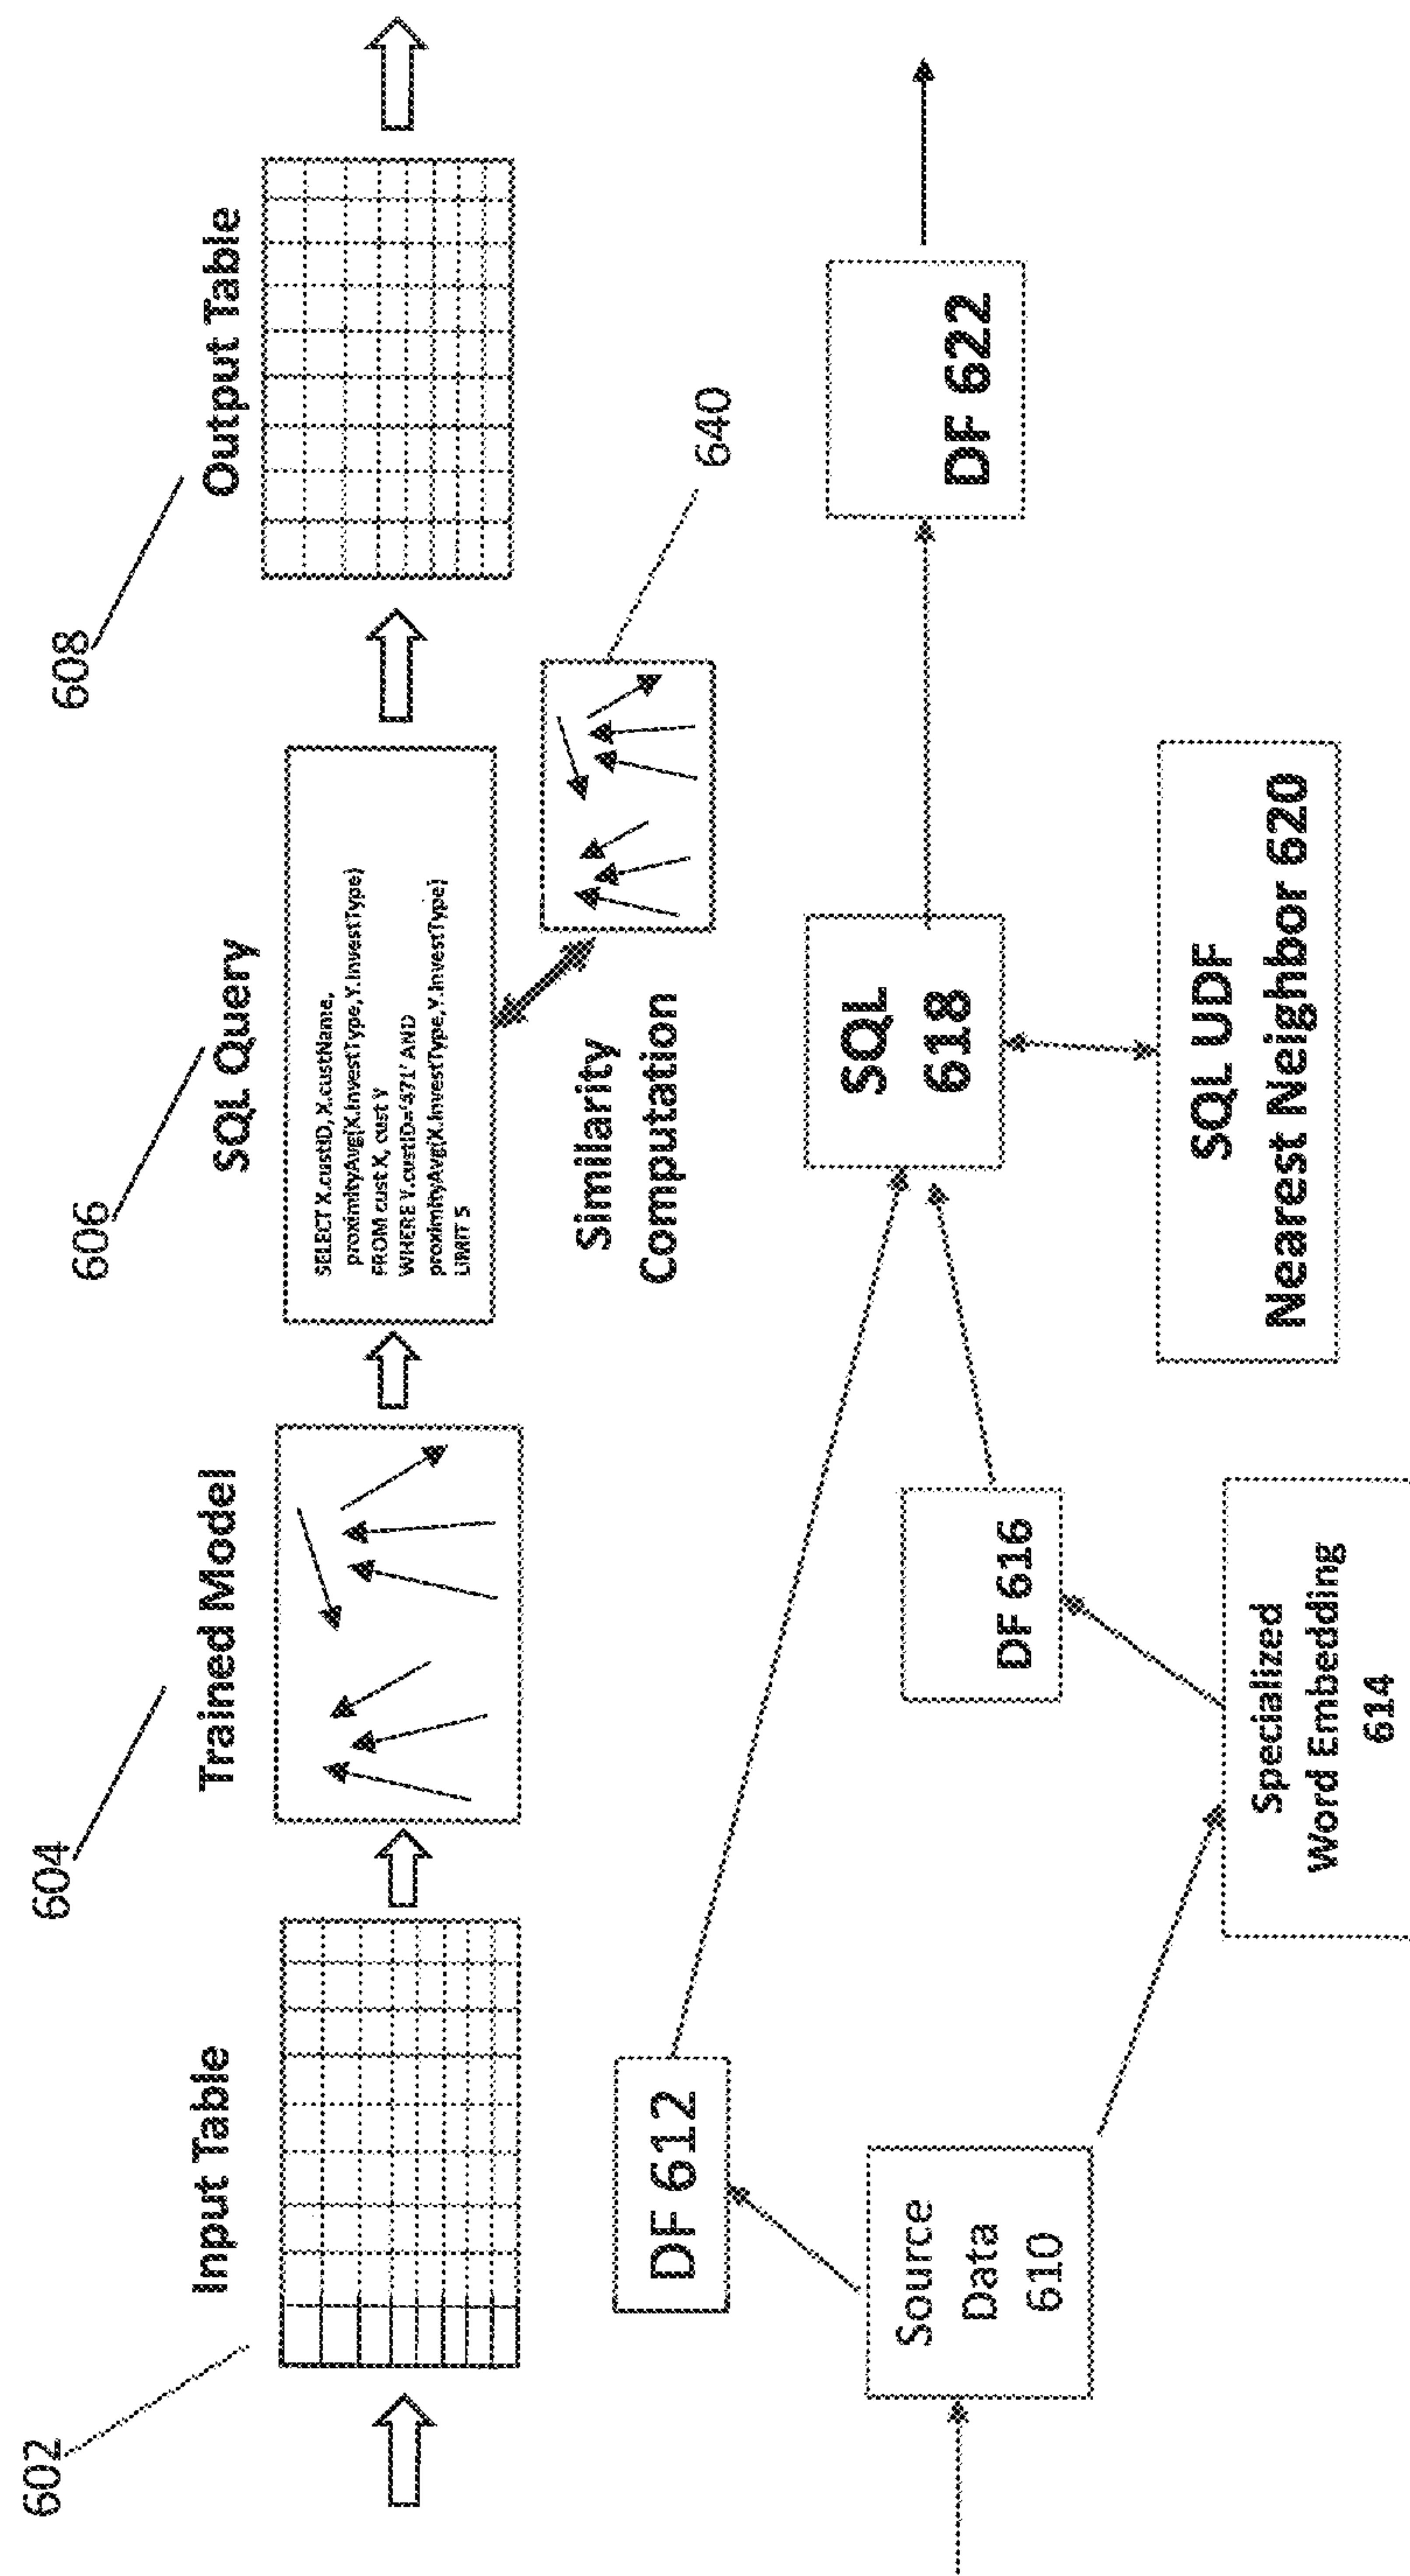 602
604
606
608
Input Table
Trained Model
SQL Query
Output Table
SELECT X.custID, X.custName,
proximityAvg(X.InvestType,Y.InvestType)
FROM cust X, cust Y
WHERE Y.custID='471' AND
proximityAvg(X.InvestType,Y.InvestType)
LIMIT 5
Similarity
Computation
640
DF 612
Source
Data
610
Specialized
Word Embedding
614
DF 616
SQL
618
SQL UDF
Nearest Neighbor 620
DF 622